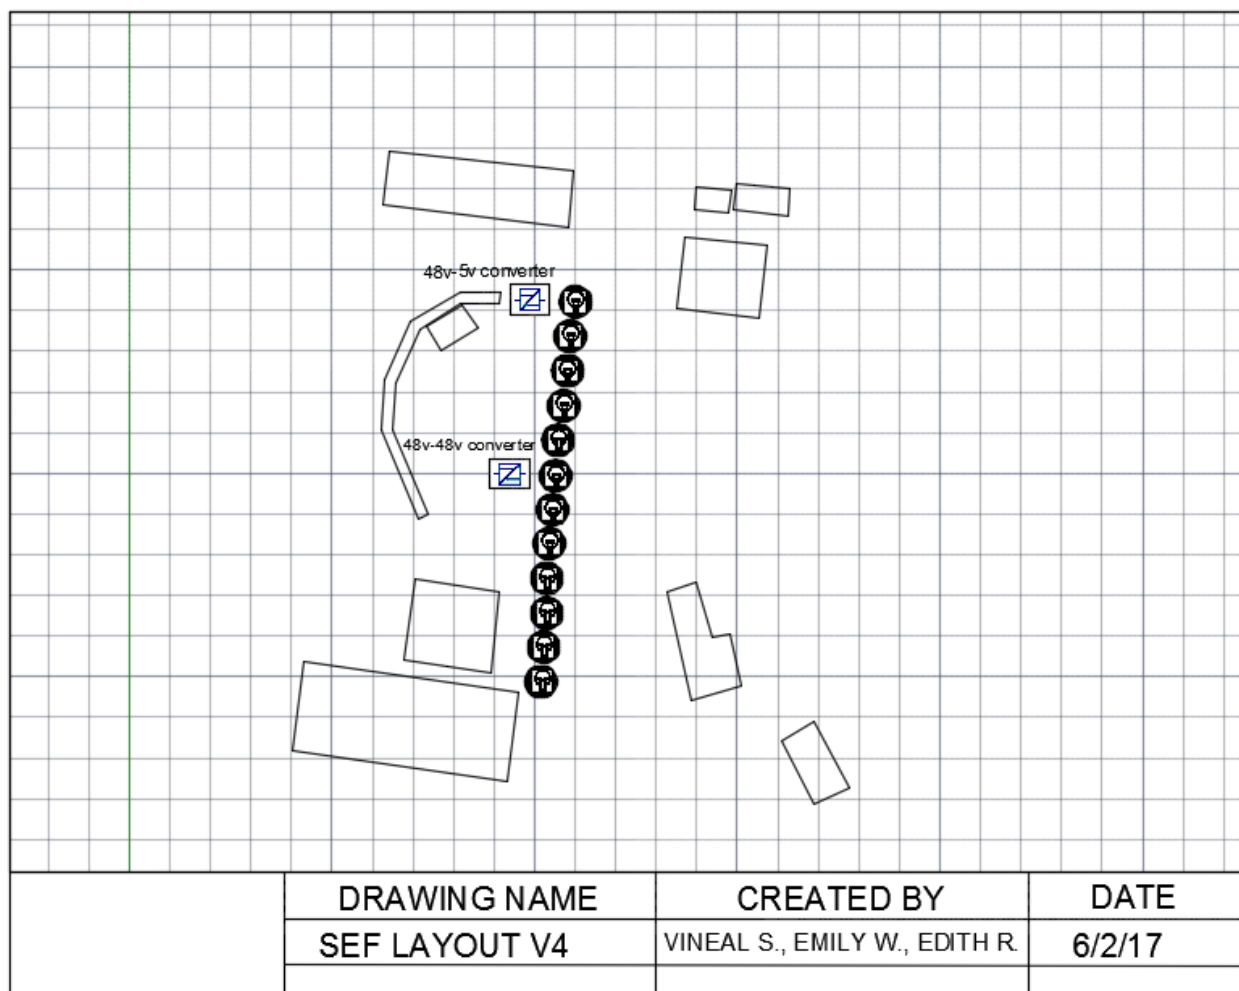 48v-5v converter
48v-48v converter
DRAWING NAME
CREATED BY
DATE
SEF LAYOUT V4
VINEAL S., EMILY W., EDITH R.
6/2/17